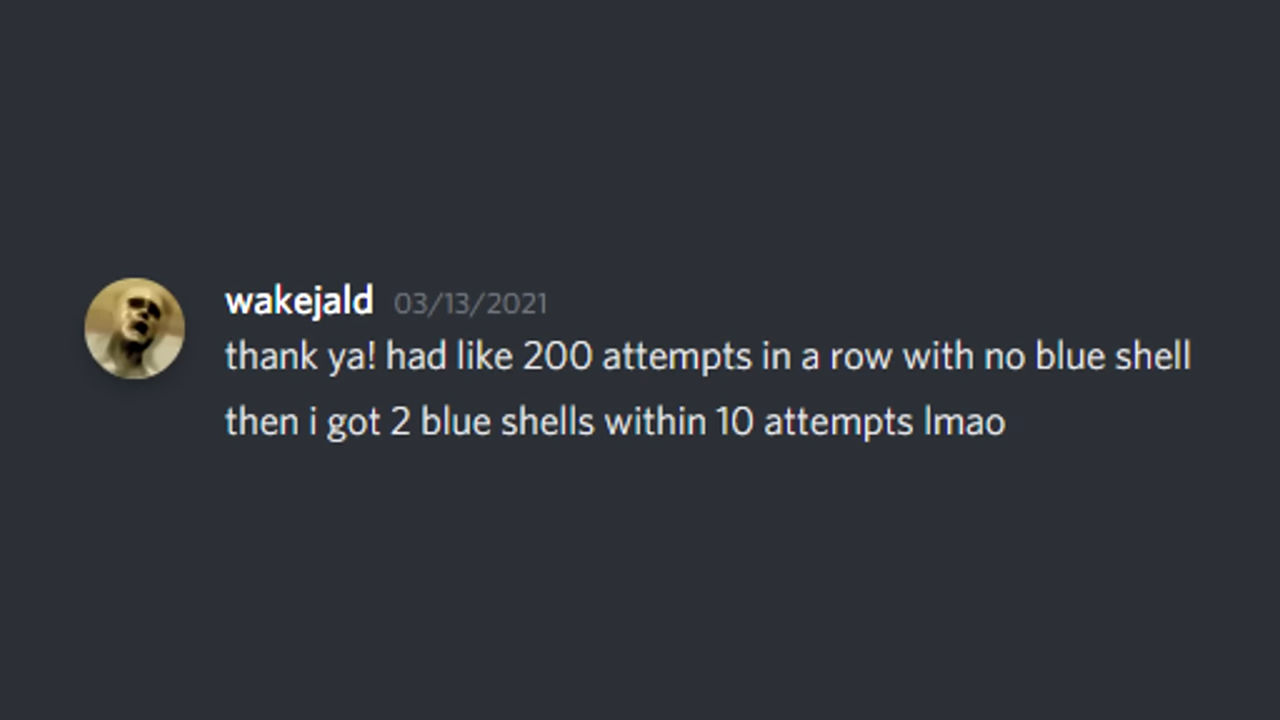 wakejald 03/13/2021
thank ya! had like 200 attempts in a row with no blue shell
then i got 2 blue shells within 10 attempts lmao